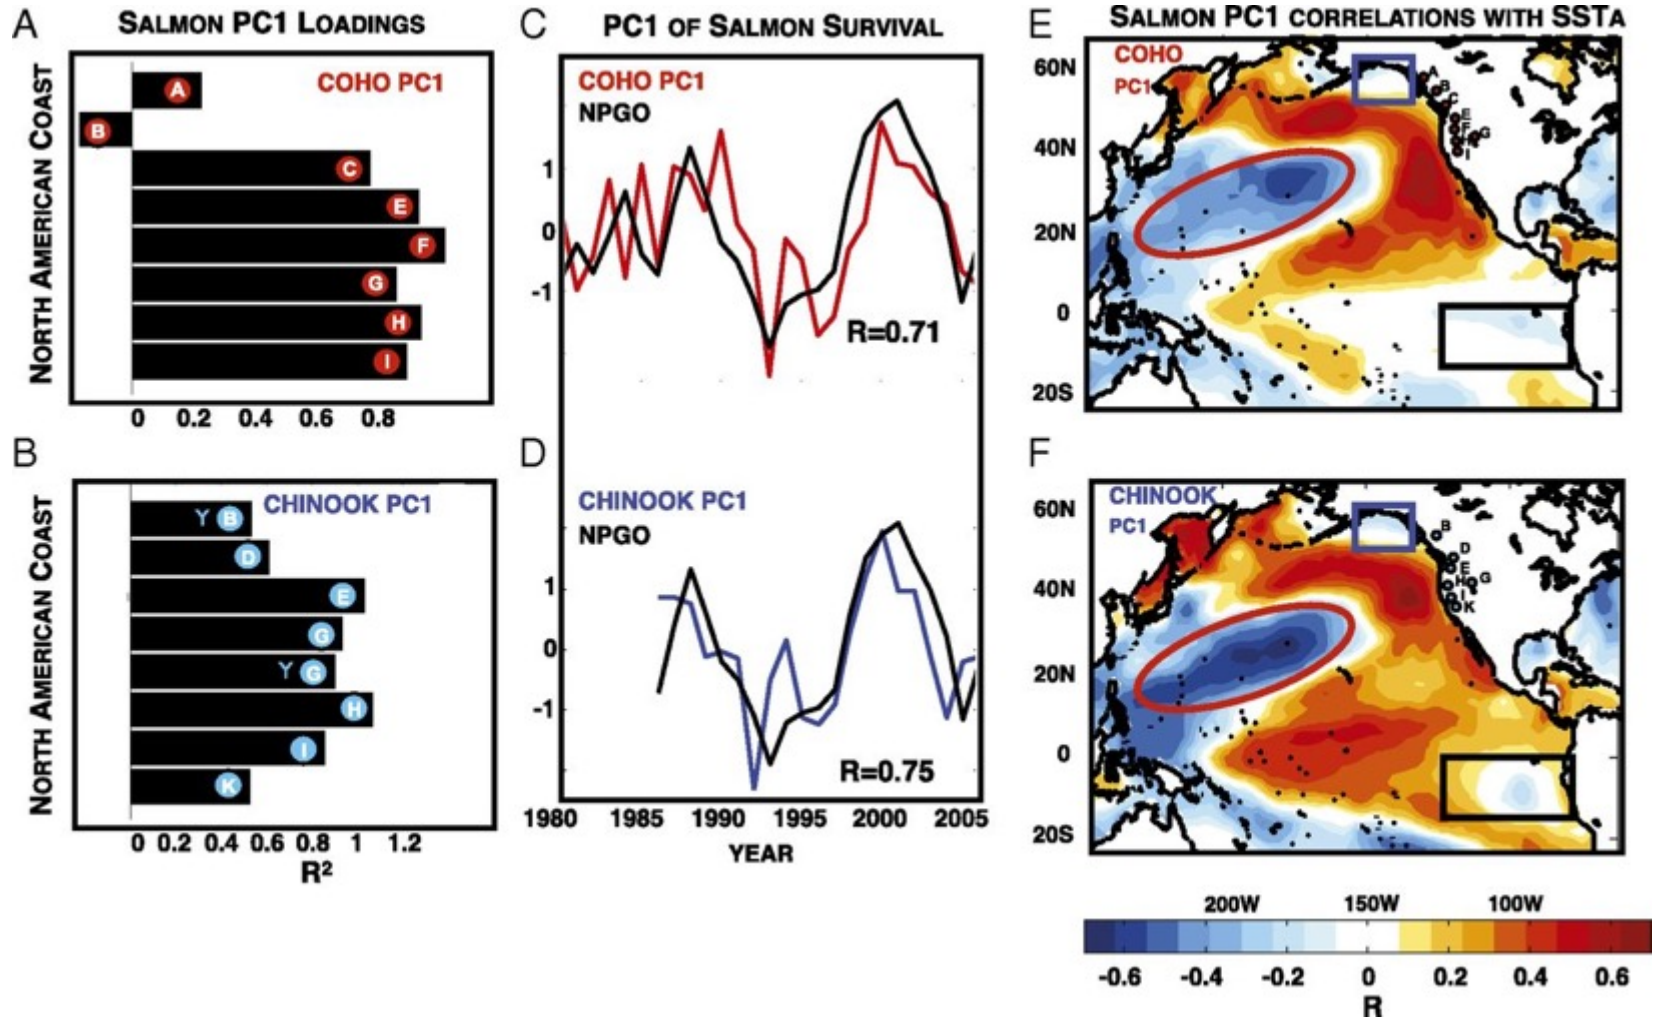 A
SALMON PC1 LOADINGS
NORTH AMERICAN COAST
COHO PC1
A
B
C
E
F
G
H
I
0 0.2 0.4 0.6 0.8
B
NORTH AMERICAN COAST
CHINOOK PC1
Y B
D
E
G
Y G
H
I
K
0 0.2 0.4 0.6 0.8 1 1.2
R²
C
PC1 OF SALMON SURVIVAL
COHO PC1
NPGO
1
0
-1
R=0.71
D
CHINOOK PC1
NPGO
1
0
-1
R=0.75
1980 1985 1990 1995 2000 2005
YEAR
E
SALMON PC1 CORRELATIONS WITH SSTA
COHO
PC1
60N
40N
20N
0
20S
A
B
C
E
F
G
I
F
CHINOOK
PC1
60N
40N
20N
0
20S
B
D
E
H G
I
K
200W 150W 100W
-0.6 -0.4 -0.2 0 0.2 0.4 0.6
R